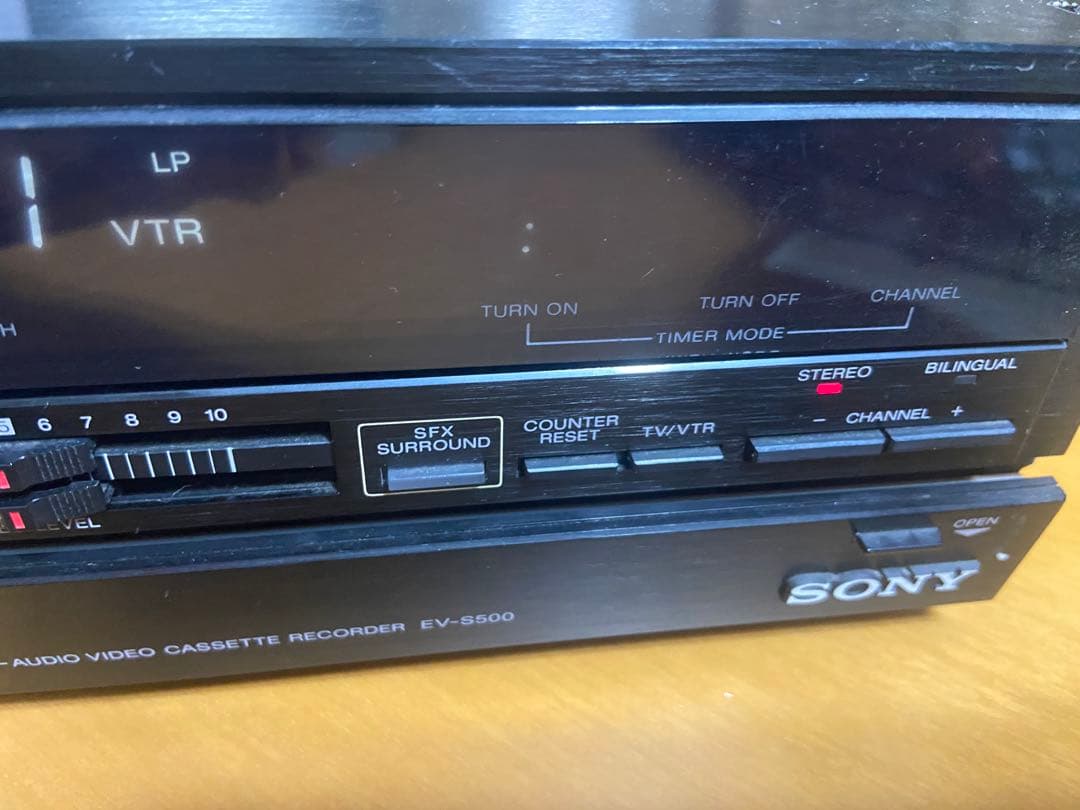 LP
VTR
:
TURN ON
TURN OFF
CHANNEL
TIMER MODE
H
STEREO
BILINGUAL
5 6 7 8 9 10
SFX
SURROUND
COUNTER
RESET
TV/VTR
− CHANNEL +
LEVEL
OPEN
SONY
-AUDIO VIDEO CASSETTE RECORDER EV-S500